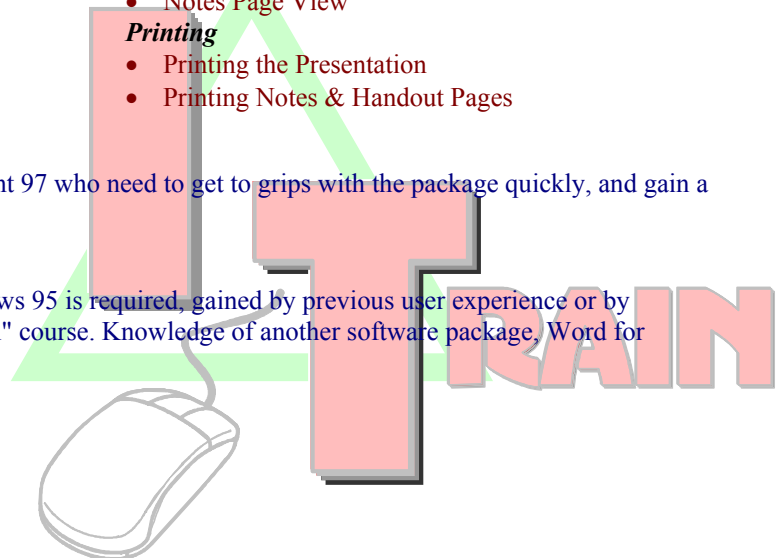 • Notes Page View
Printing
• Printing the Presentation
• Printing Notes & Handout Pages
nt 97 who need to get to grips with the package quickly, and gain a
ws 95 is required, gained by previous user experience or by
" course. Knowledge of another software package, Word for
I T RAIN